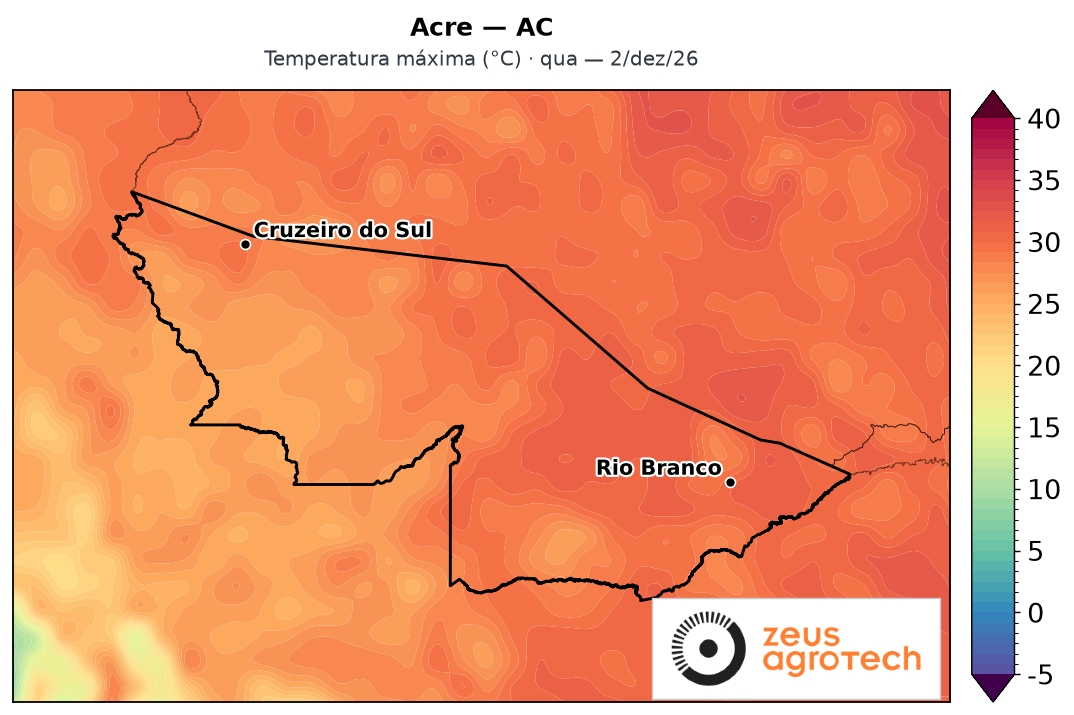 Acre — AC
Temperatura máxima (°C) · qua — 2/dez/26
40
35
30
25
20
15
10
5
0
-5
Cruzeiro do Sul
Rio Branco
zeus
agrotech